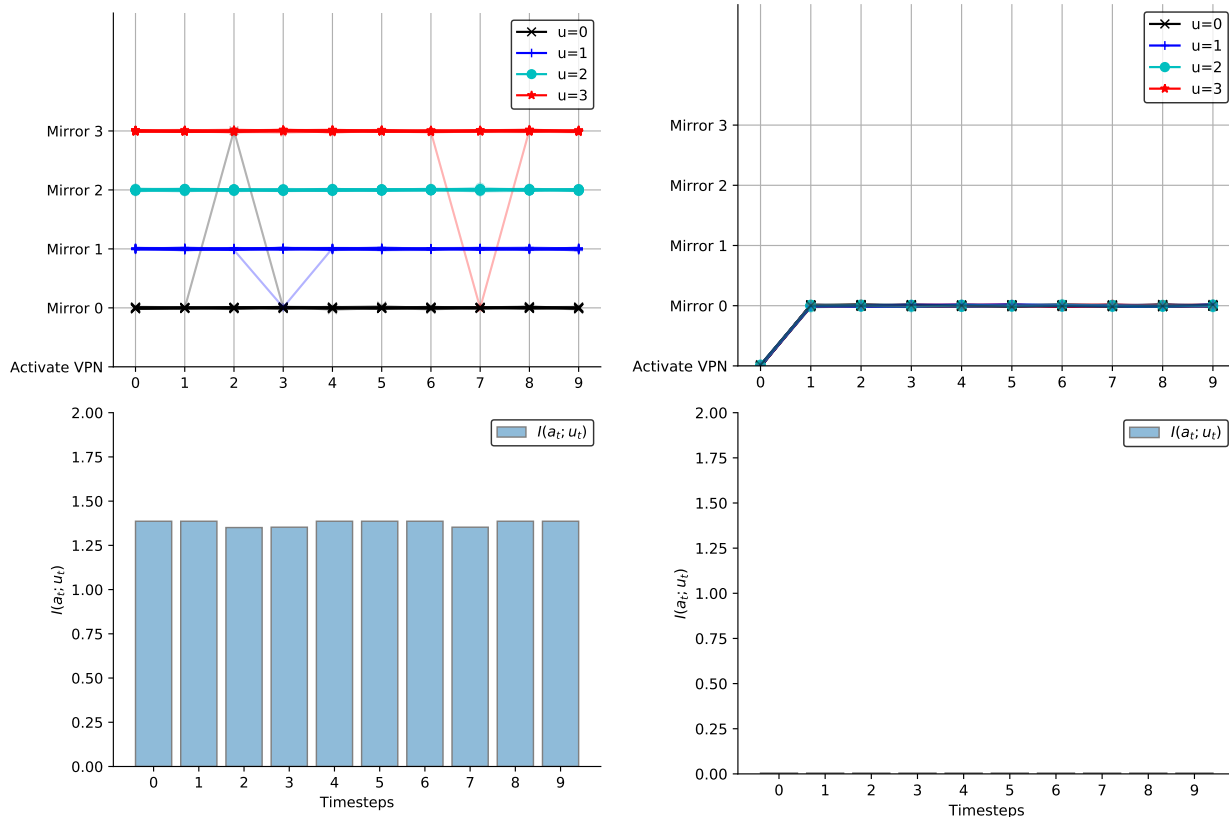 u=0
u=1
u=2
u=3
Mirror 3
Mirror 2
Mirror 1
Mirror 0
Activate VPN
0 1 2 3 4 5 6 7 8 9
u=0
u=1
u=2
u=3
Mirror 3
Mirror 2
Mirror 1
Mirror 0
Activate VPN
0 1 2 3 4 5 6 7 8 9
I(a_t; u_t)
2.00
1.75
1.50
1.25
1.00
0.75
0.50
0.25
0.00
I(a_t; u_t)
0 1 2 3 4 5 6 7 8 9
Timesteps
I(a_t; u_t)
2.00
1.75
1.50
1.25
1.00
0.75
0.50
0.25
0.00
I(a_t; u_t)
0 1 2 3 4 5 6 7 8 9
Timesteps